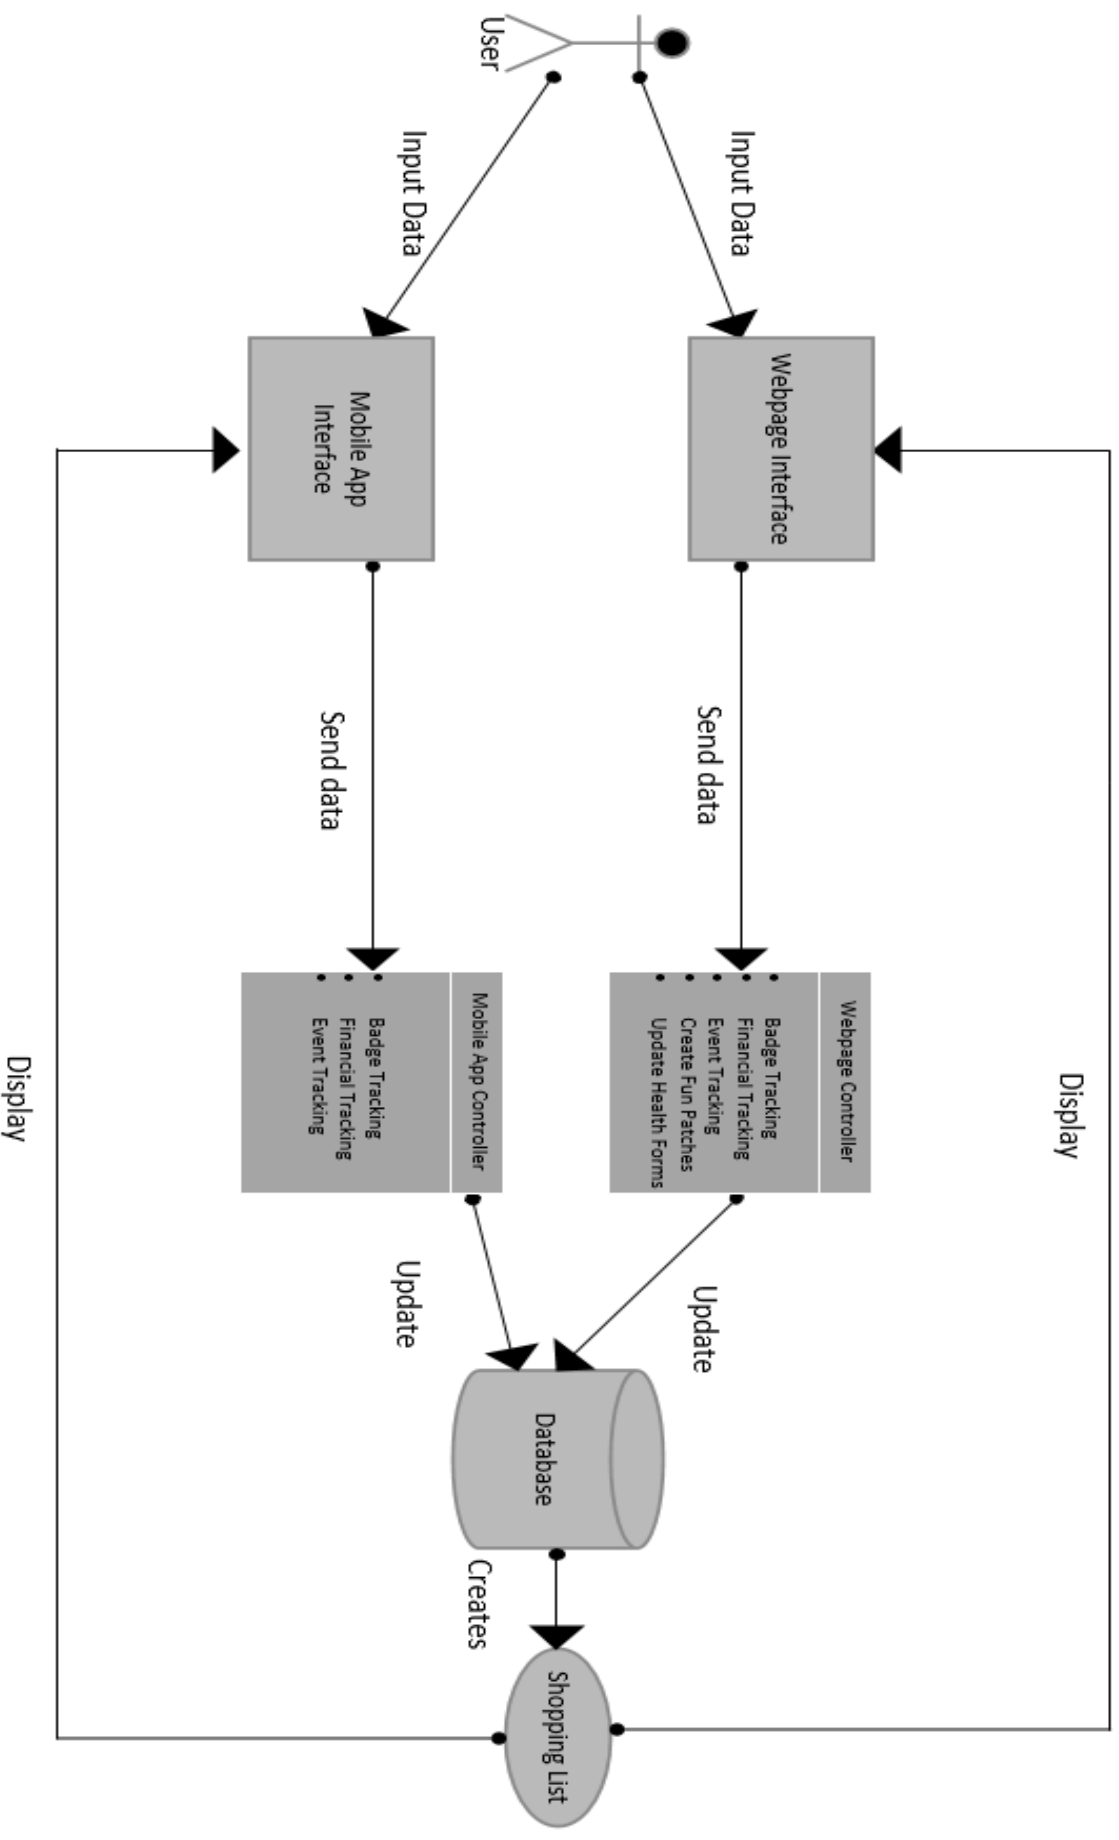 Display
Input Data
Webpage Interface
Send data
Webpage Controller
Badge Tracking
Financial Tracking
Event Tracking
Create Fun Patches
Update Health Forms
Update
User
Input Data
Mobile App
Interface
Send data
Mobile App Controller
Badge Tracking
Financial Tracking
Event Tracking
Update
Database
Creates
Shopping List
Display